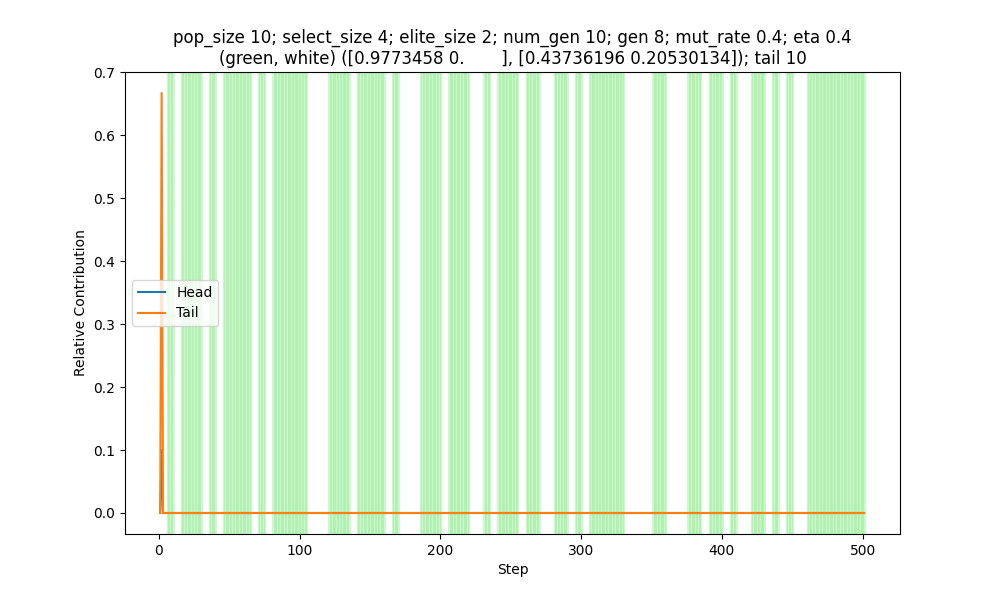 pop_size 10; select_size 4; elite_size 2; num_gen 10; gen 8; mut_rate 0.4; eta 0.4
(green, white) ([0.9773458 0.       ], [0.43736196 0.20530134]); tail 10
0.7
0.6
0.5
0.4
0.3
0.2
0.1
0.0
Relative Contribution
Head
Tail
0
100
200
300
400
500
Step